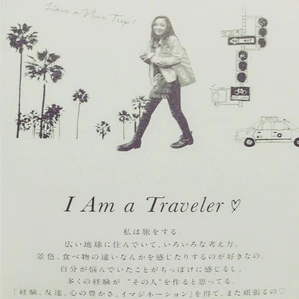 Have a Nice Trip!
I Am a Traveler ♡
私は旅をする。
広い地球に住んでいて、いろいろな考え方、
景色、食べ物の違いなんかを感じたりするのが好きなの。
自分が悩んでいたことがちっぽけに感じるし、
多くの経験が “その人”を作ると思ってる。
「経験、友達、心の豊かさ、イマジネーション」を得て、また頑張るの♡